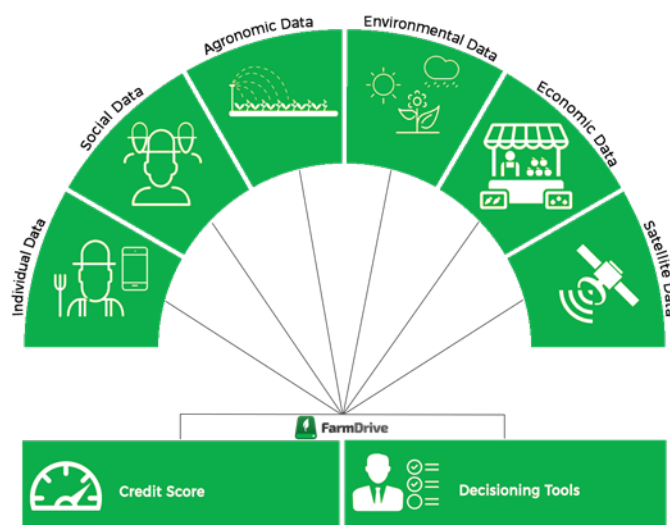 Individual Data
Social Data
Agronomic Data
Environmental Data
Economic Data
Satellite Data
FarmDrive
Credit Score
Decisioning Tools